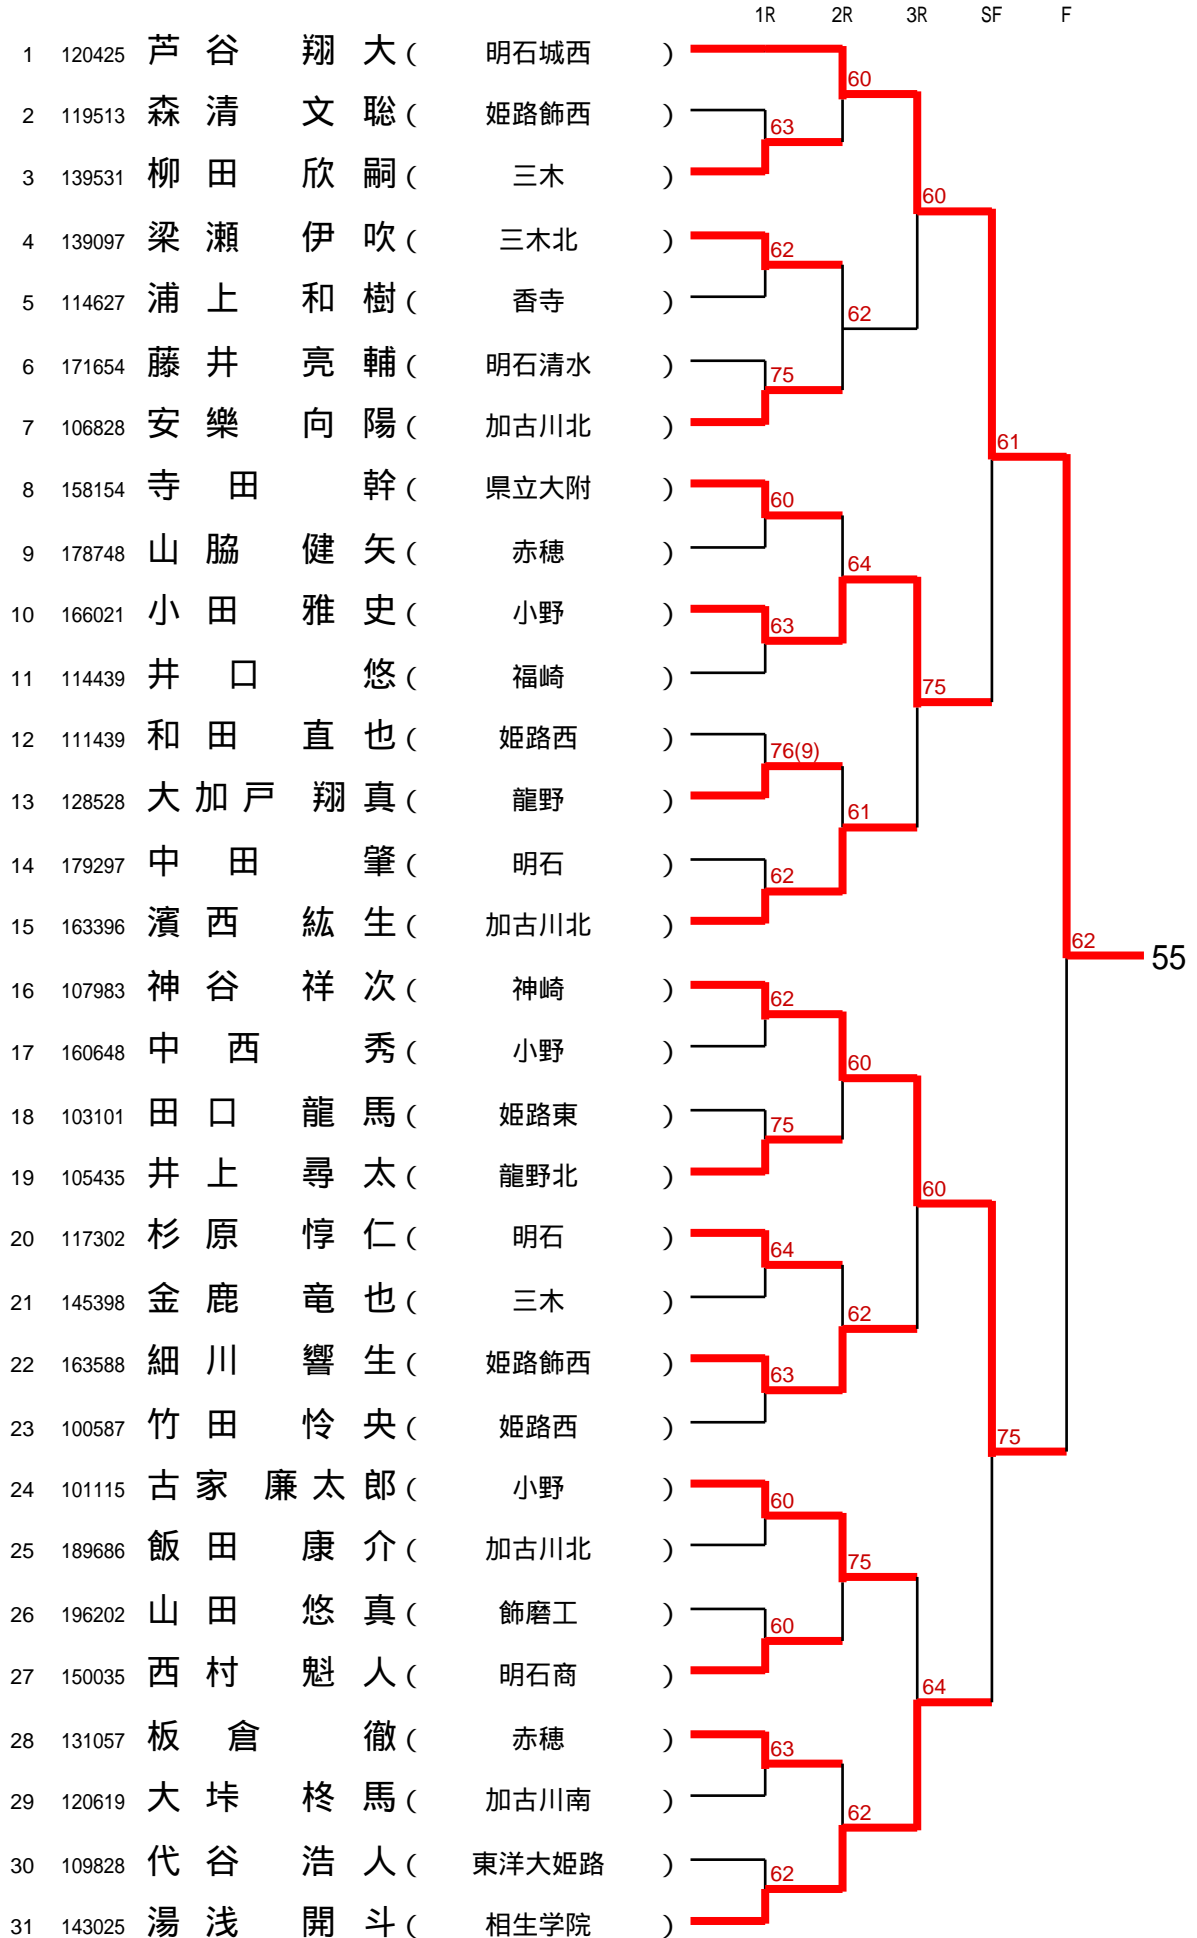 1R 2R 3R SF F
1 120425 芦谷 翔大 ( 明石城西 )
60
2 119513 森清 文聡 ( 姫路飾西 )
63
3 139531 柳田 欣嗣 ( 三木 )
60
4 139097 梁瀬 伊吹 ( 三木北 )
62
5 114627 浦上 和樹 ( 香寺 )
62
6 171654 藤井 亮輔 ( 明石清水 )
75
7 106828 安樂 向陽 ( 加古川北 )
61
8 158154 寺田 幹 ( 県立大附 )
60
9 178748 山脇 健矢 ( 赤穂 )
64
10 166021 小田 雅史 ( 小野 )
63
11 114439 井口 悠 ( 福崎 )
75
12 111439 和田 直也 ( 姫路西 )
76(9)
13 128528 大加戸 翔真 ( 龍野 )
61
14 179297 中田 肇 ( 明石 )
62
15 163396 濱西 紘生 ( 加古川北 )
62 55
16 107983 神谷 祥次 ( 神崎 )
62
17 160648 中西 秀 ( 小野 )
60
18 103101 田口 龍馬 ( 姫路東 )
75
19 105435 井上 尋太 ( 龍野北 )
60
20 117302 杉原 惇仁 ( 明石 )
64
21 145398 金鹿 竜也 ( 三木 )
62
22 163588 細川 響生 ( 姫路飾西 )
63
23 100587 竹田 怜央 ( 姫路西 )
75
24 101115 古家 廉太郎 ( 小野 )
60
25 189686 飯田 康介 ( 加古川北 )
75
26 196202 山田 悠真 ( 飾磨工 )
60
27 150035 西村 魁人 ( 明石商 )
64
28 131057 板倉 徹 ( 赤穂 )
63
29 120619 大垰 柊馬 ( 加古川南 )
62
30 109828 代谷 浩人 ( 東洋大姫路 )
62
31 143025 湯浅 開斗 ( 相生学院 )